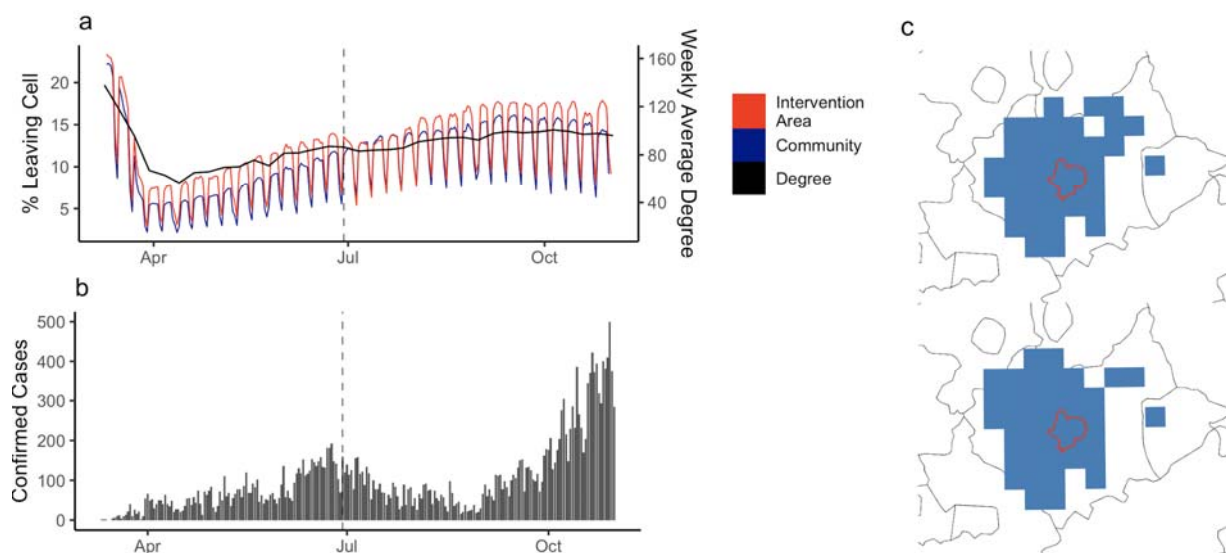 a
% Leaving Cell
20
15
10
5
160
120
80
40
Weekly Average Degree
Apr
Jul
Oct
Intervention
Area
Community
Degree
b
Confirmed Cases
500
400
300
200
100
0
Apr
Jul
Oct
c